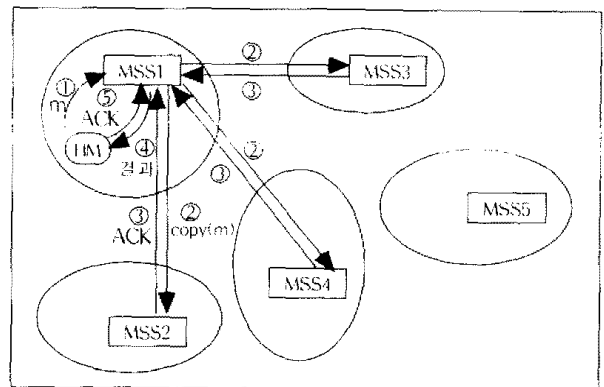 MSS1
②
MSS3
③
①
m
⑤
ACK
HM
④
결과
②
③
③
ACK
②
copy(m)
MSS5
MSS4
MSS2